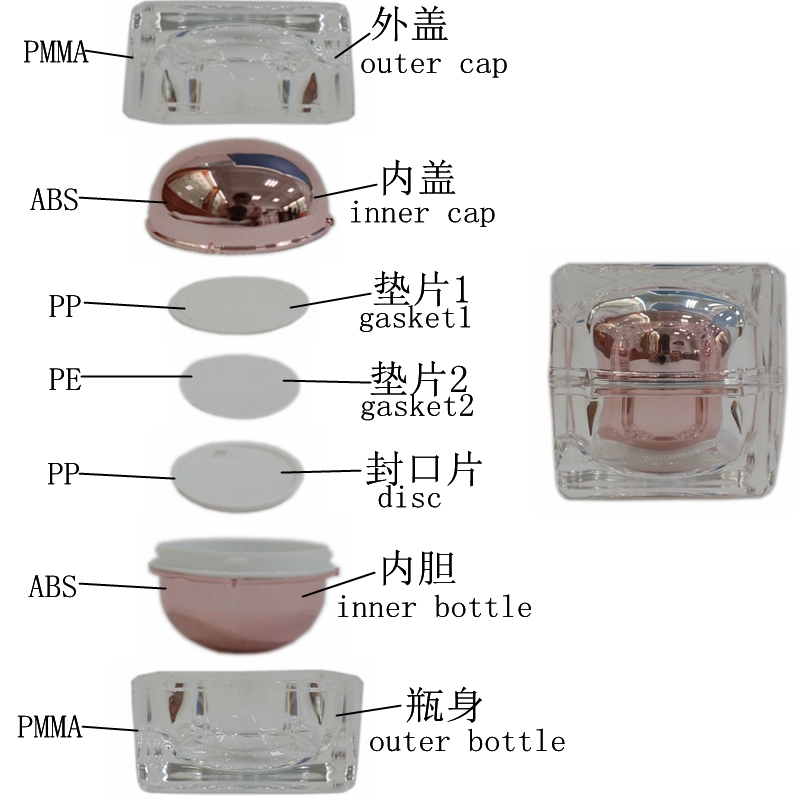 PMMA
外盖
outer cap
ABS
内盖
inner cap
PP
垫片1
gasket1
PE
垫片2
gasket2
PP
封口片
disc
ABS
内胆
inner bottle
PMMA
瓶身
outer bottle